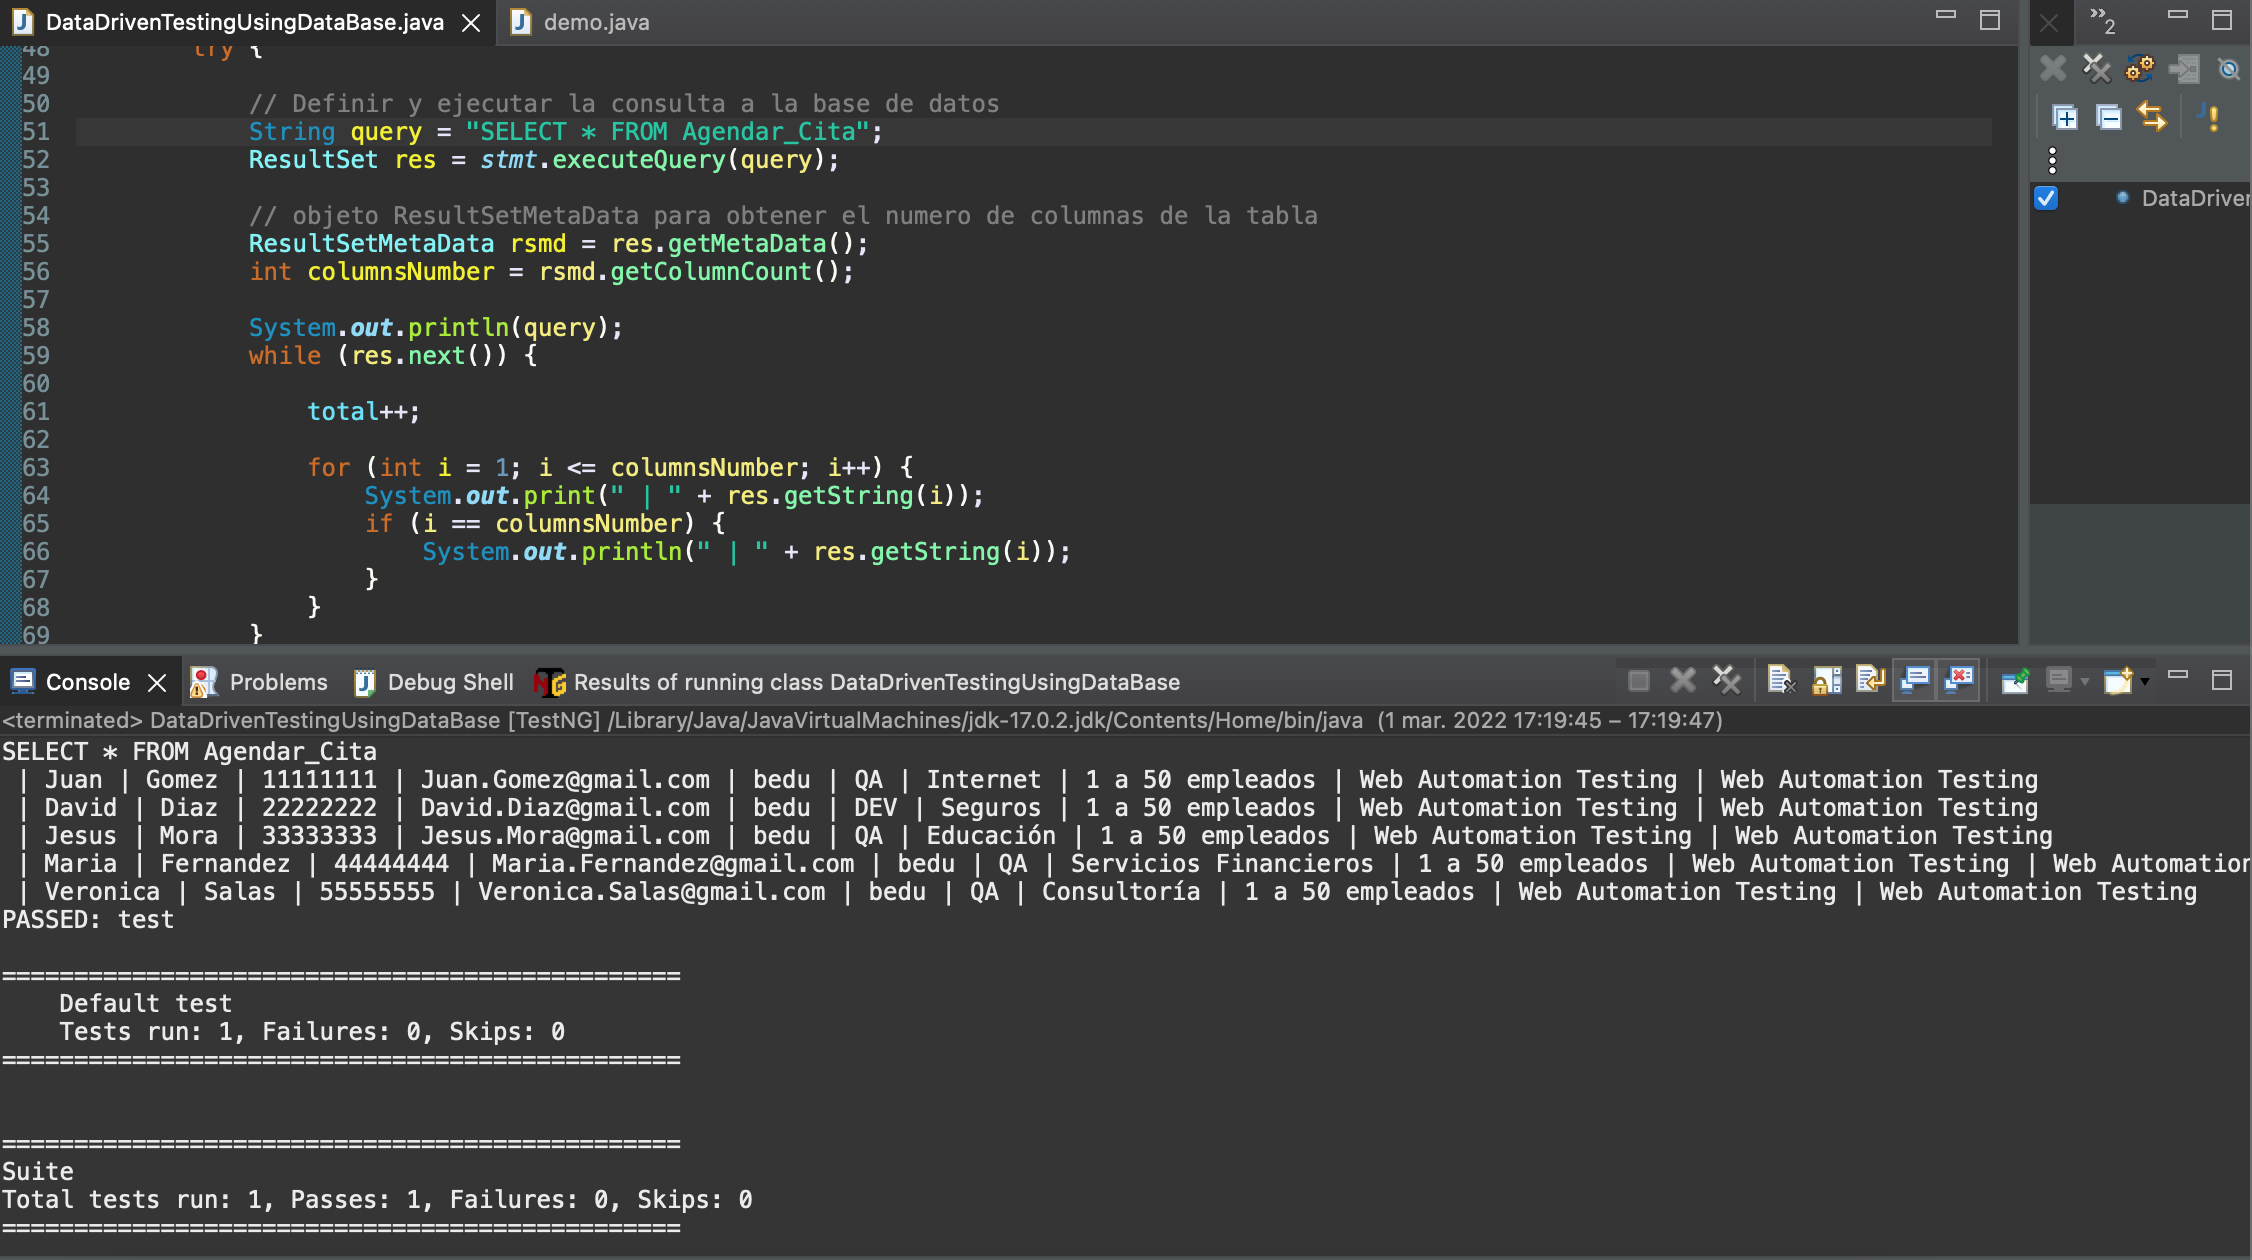 DataDrivenTestingUsingDataBase.java
demo.java
2
48 try {
49
50 // Definir y ejecutar la consulta a la base de datos
51 String query = "SELECT * FROM Agendar_Cita";
52 ResultSet res = stmt.executeQuery(query);
53
54 // objeto ResultSetMetaData para obtener el numero de columnas de la tabla
55 ResultSetMetaData rsmd = res.getMetaData();
56 int columnsNumber = rsmd.getColumnCount();
57
58 System.out.println(query);
59 while (res.next()) {
60
61 total++;
62
63 for (int i = 1; i <= columnsNumber; i++) {
64 System.out.print(" | " + res.getString(i));
65 if (i == columnsNumber) {
66 System.out.println(" | " + res.getString(i));
67 }
68 }
69 }
DataDriver
Console
Problems
Debug Shell
Results of running class DataDrivenTestingUsingDataBase
<terminated> DataDrivenTestingUsingDataBase [TestNG] /Library/Java/JavaVirtualMachines/jdk-17.0.2.jdk/Contents/Home/bin/java (1 mar. 2022 17:19:45 – 17:19:47)
SELECT * FROM Agendar_Cita
| Juan | Gomez | 11111111 | Juan.Gomez@gmail.com | bedu | QA | Internet | 1 a 50 empleados | Web Automation Testing | Web Automation Testing
| David | Diaz | 22222222 | David.Diaz@gmail.com | bedu | DEV | Seguros | 1 a 50 empleados | Web Automation Testing | Web Automation Testing
| Jesus | Mora | 33333333 | Jesus.Mora@gmail.com | bedu | QA | Educación | 1 a 50 empleados | Web Automation Testing | Web Automation Testing
| Maria | Fernandez | 44444444 | Maria.Fernandez@gmail.com | bedu | QA | Servicios Financieros | 1 a 50 empleados | Web Automation Testing | Web Automation
| Veronica | Salas | 55555555 | Veronica.Salas@gmail.com | bedu | QA | Consultoría | 1 a 50 empleados | Web Automation Testing | Web Automation Testing
PASSED: test
===============================================
Default test
Tests run: 1, Failures: 0, Skips: 0
===============================================
===============================================
Suite
Total tests run: 1, Passes: 1, Failures: 0, Skips: 0
===============================================